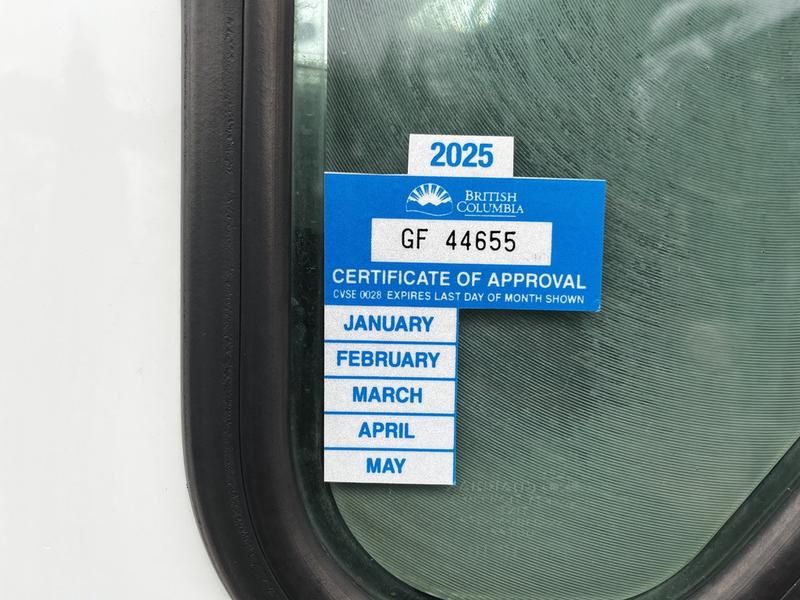 2025
BRITISH
COLUMBIA
GF 44655
CERTIFICATE OF APPROVAL
CVSE 0028 EXPIRES LAST DAY OF MONTH SHOWN
JANUARY
FEBRUARY
MARCH
APRIL
MAY